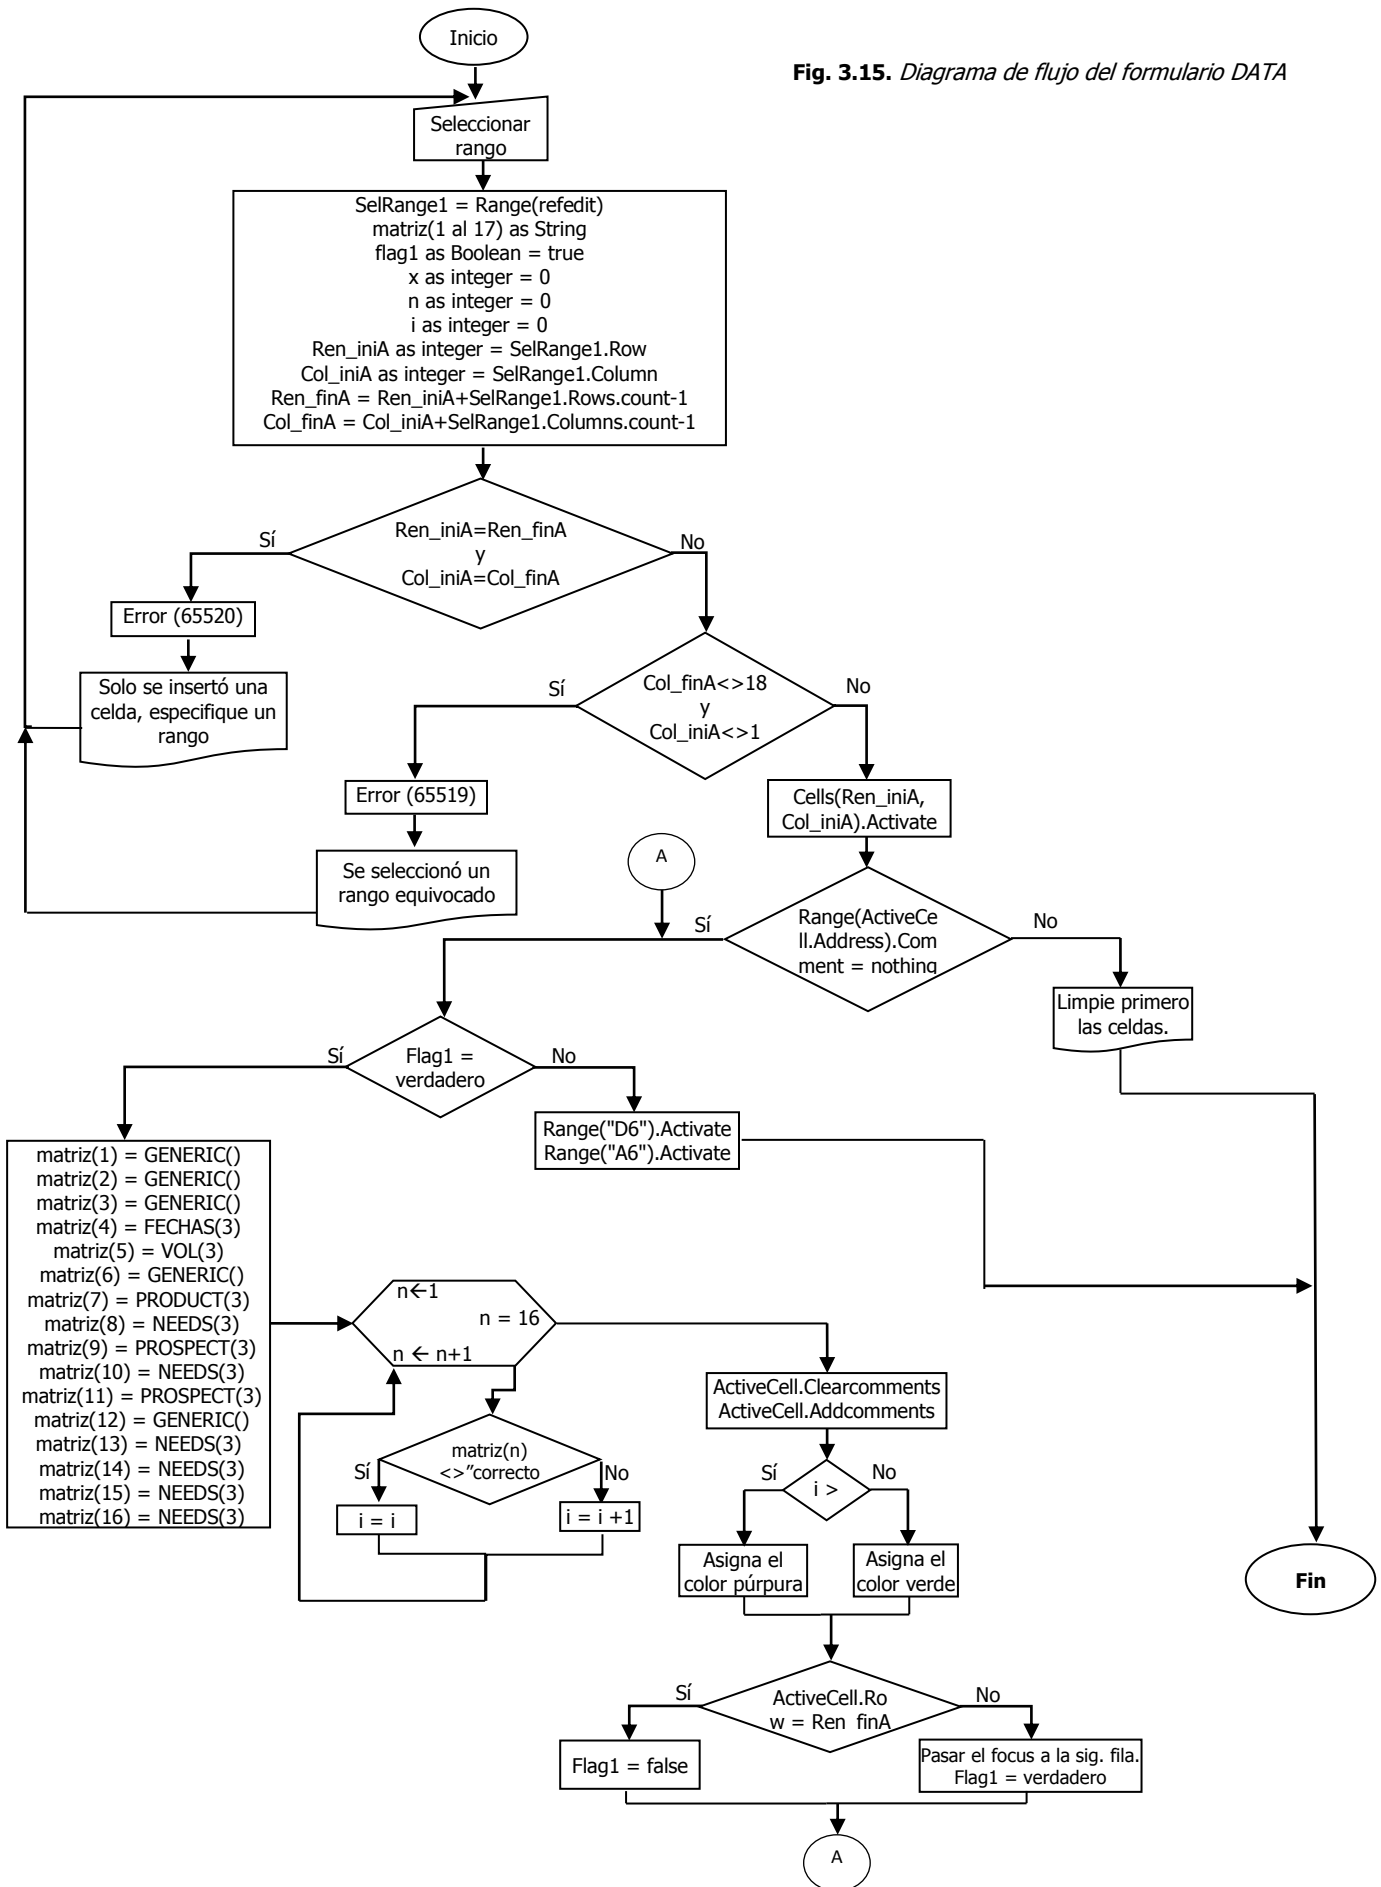 Inicio
Fig. 3.15. Diagrama de flujo del formulario DATA
Seleccionar
rango
SelRange1 = Range(refedit)
matriz(1 al 17) as String
flag1 as Boolean = true
x as integer = 0
n as integer = 0
i as integer = 0
Ren_iniA as integer = SelRange1.Row
Col_iniA as integer = SelRange1.Column
Ren_finA = Ren_iniA+SelRange1.Rows.count-1
Col_finA = Col_iniA+SelRange1.Columns.count-1
Sí
Ren_iniA=Ren_finA
y
Col_iniA=Col_finA
No
Error (65520)
Solo se insertó una
celda, especifique un
rango
Sí
Col_finA<>18
y
Col_iniA<>1
No
Error (65519)
Se seleccionó un
rango equivocado
Cells(Ren_iniA,
Col_iniA).Activate
A
Sí
Range(ActiveCe
ll.Address).Com
ment = nothing
No
Limpie primero
las celdas.
Sí
Flag1 =
verdadero
No
Range("D6").Activate
Range("A6").Activate
matriz(1) = GENERIC()
matriz(2) = GENERIC()
matriz(3) = GENERIC()
matriz(4) = FECHAS(3)
matriz(5) = VOL(3)
matriz(6) = GENERIC()
matriz(7) = PRODUCT(3)
matriz(8) = NEEDS(3)
matriz(9) = PROSPECT(3)
matriz(10) = NEEDS(3)
matriz(11) = PROSPECT(3)
matriz(12) = GENERIC()
matriz(13) = NEEDS(3)
matriz(14) = NEEDS(3)
matriz(15) = NEEDS(3)
matriz(16) = NEEDS(3)
n←1
n = 16
n ← n+1
Sí
matriz(n)
<>”correcto
No
i = i
i = i +1
ActiveCell.Clearcomments
ActiveCell.Addcomments
Sí
i >
No
Asigna el
color púrpura
Asigna el
color verde
Fin
Sí
ActiveCell.Ro
w = Ren_finA
No
Flag1 = false
Pasar el focus a la sig. fila.
Flag1 = verdadero
A